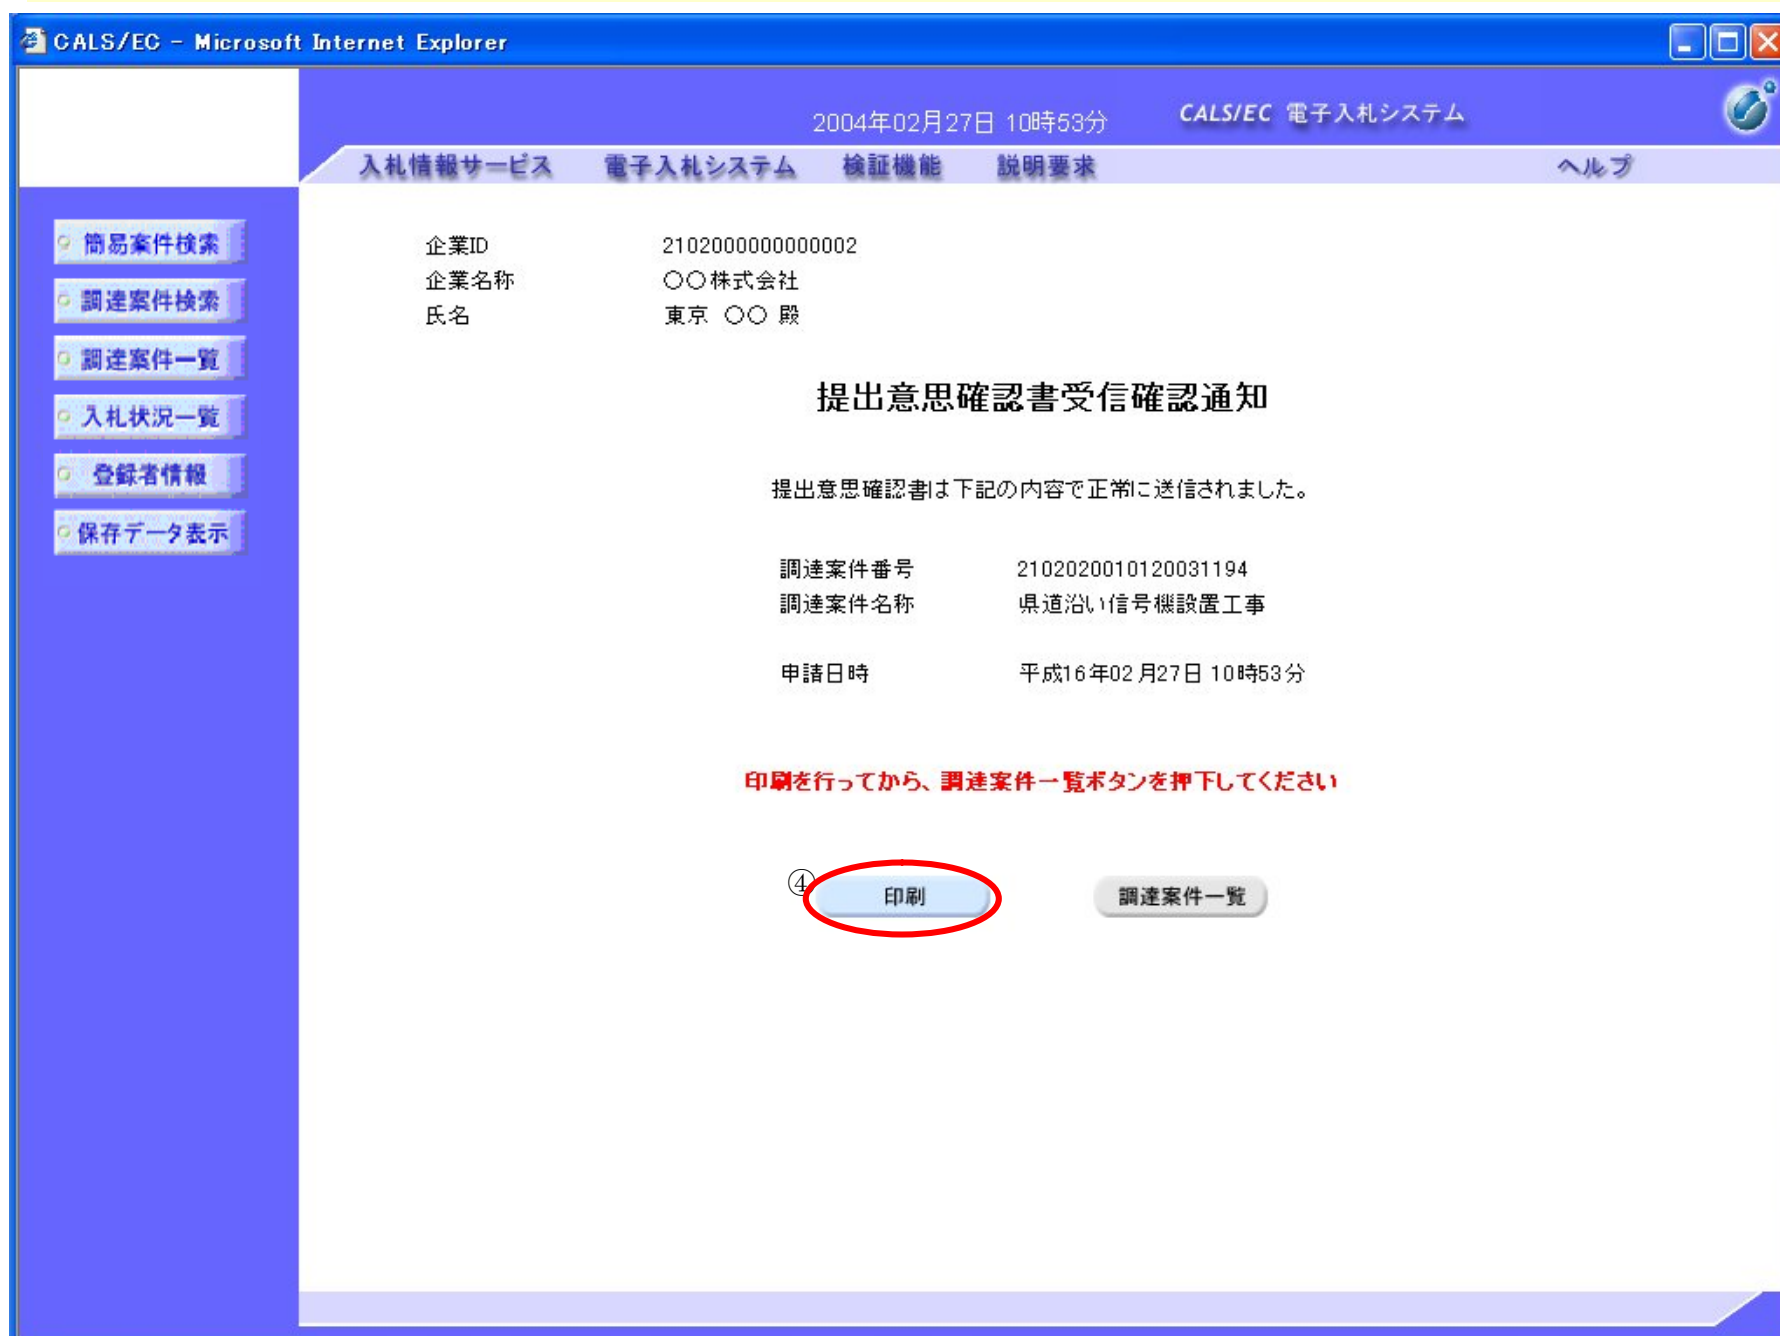 CALS/EC - Microsoft Internet Explorer
2004年02月27日 10時53分
CALS/EC 電子入札システム
入札情報サービス 電子入札システム 検証機能 説明要求 ヘルプ
簡易案件検索
調達案件検索
調達案件一覧
入札状況一覧
登録者情報
保存データ表示
企業ID 2102000000000002
企業名称 〇〇株式会社
氏名 東京 〇〇 殿
提出意思確認書受信確認通知
提出意思確認書は下記の内容で正常に送信されました。
調達案件番号 2102020010120031194
調達案件名称 県道沿い信号機設置工事
申請日時 平成16年02月27日 10時53分
印刷を行ってから、調達案件一覧ボタンを押下してください
④ 印刷 調達案件一覧